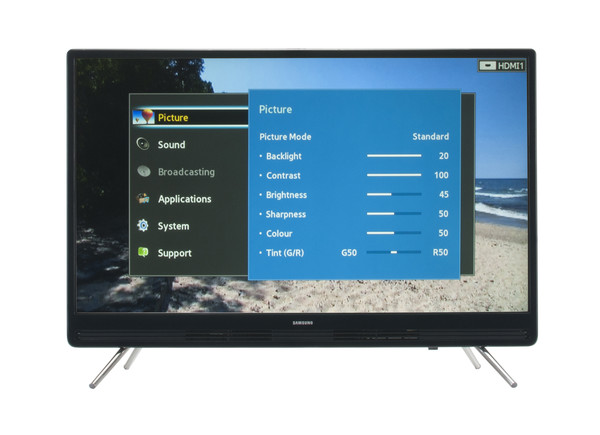 HDMI1
Picture
Sound
Broadcasting
Applications
System
Support
Picture
Picture Mode Standard
· Backlight 20
· Contrast 100
· Brightness 45
· Sharpness 50
· Colour 50
· Tint (G/R) G50 R50
SAMSUNG